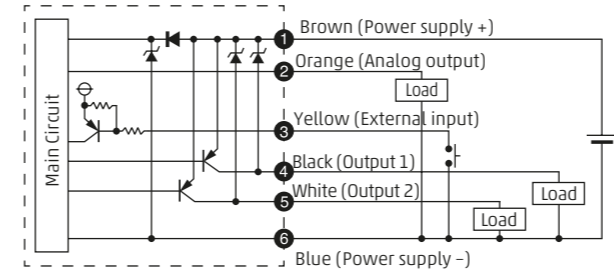 Main Circuit
1 Brown (Power supply +)
2 Orange (Analog output)
Load
3 Yellow (External input)
4 Black (Output 1)
Load
5 White (Output 2)
Load
6 Blue (Power supply −)